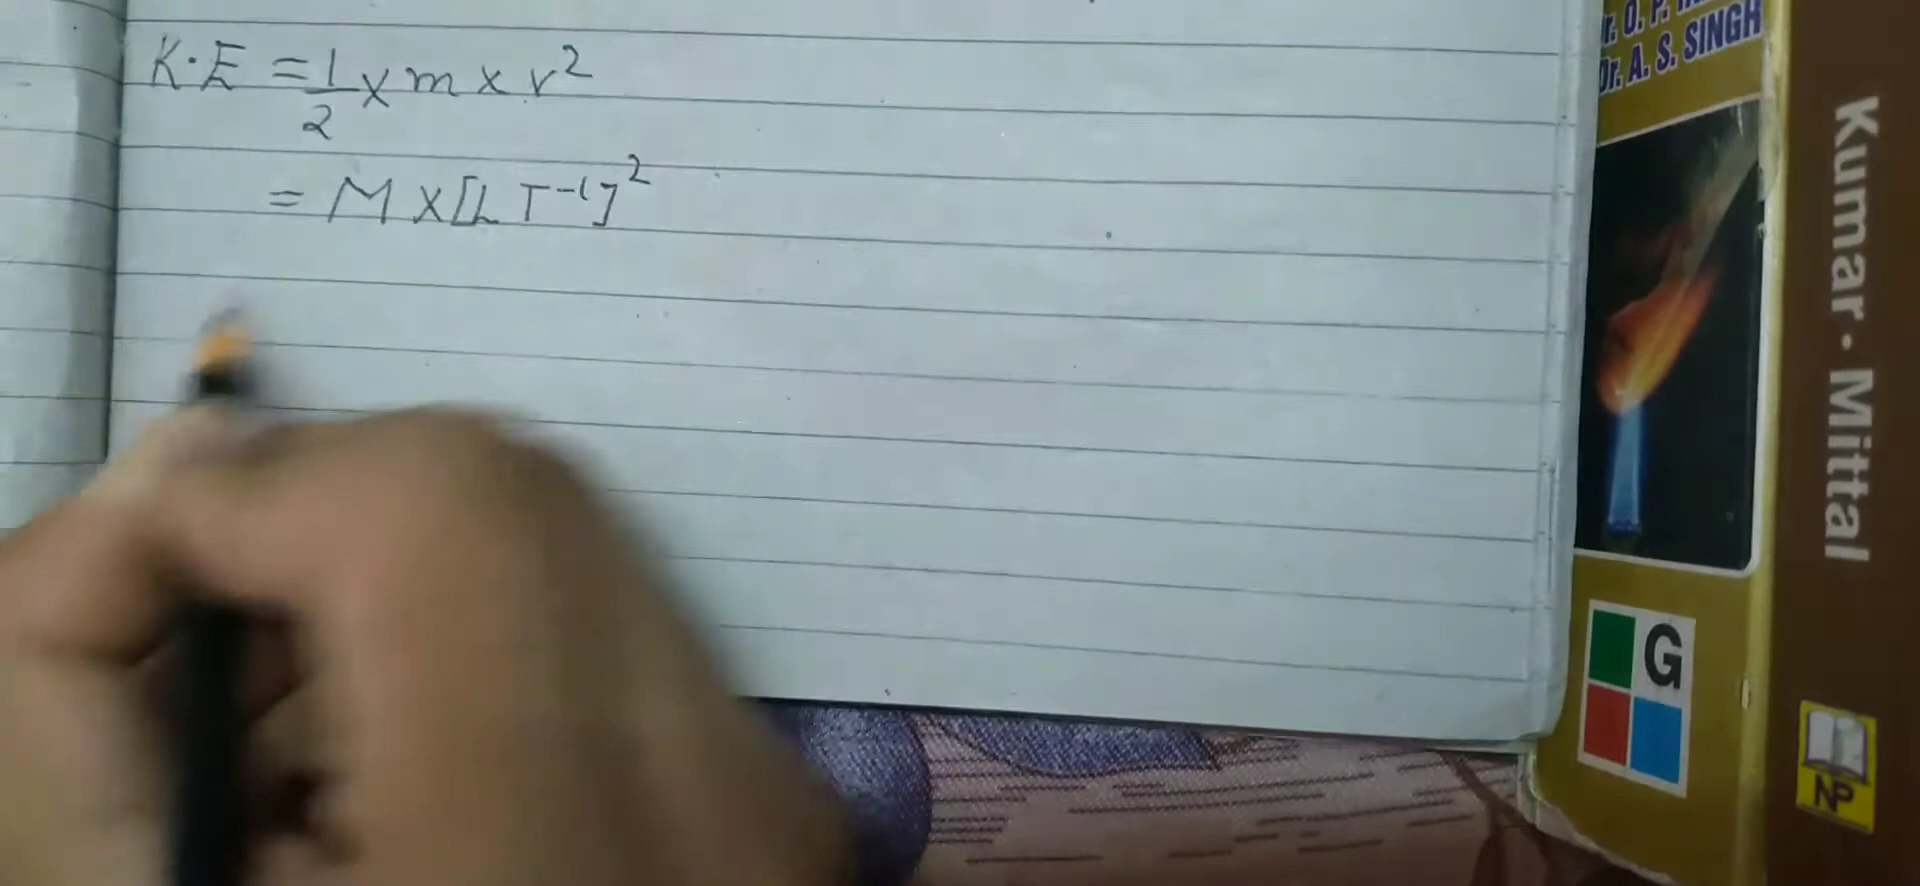 K·E = 1/2 x m x v²
= M X [L T⁻¹]²
Dr. A. S. SINGH
Kumar · Mittal
G
NP